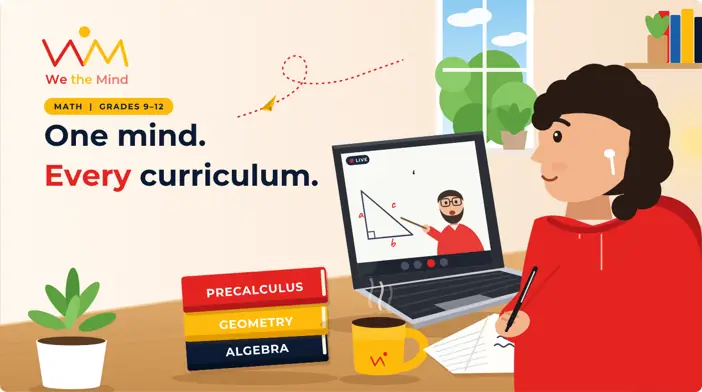 We the Mind
MATH | GRADES 9–12
One mind.
Every curriculum.
LIVE
a
c
b
PRECALCULUS
GEOMETRY
ALGEBRA